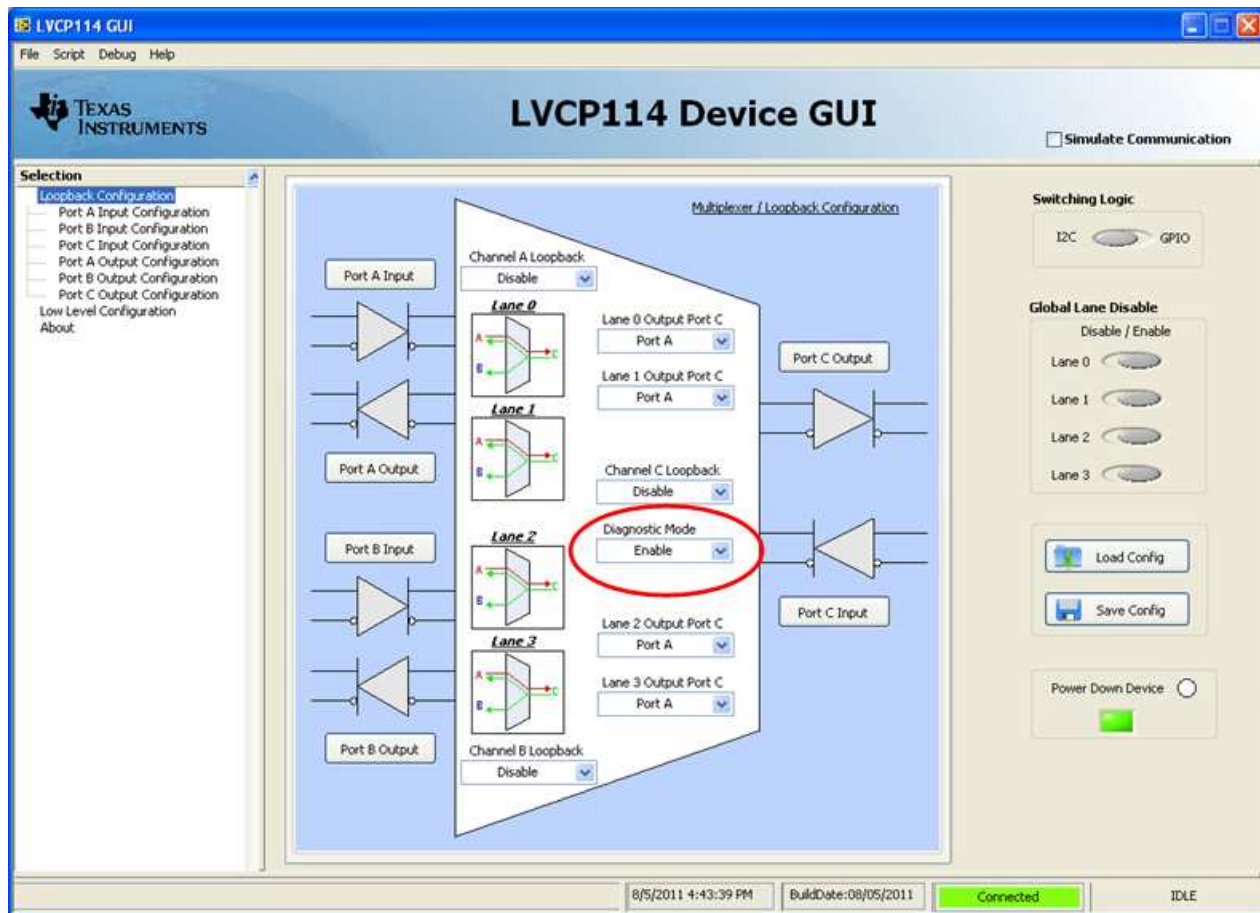 LVCP114 GUI
File Script Debug Help
TEXAS
INSTRUMENTS
LVCP114 Device GUI
Simulate Communication
Selection
Loopback Configuration
Port A Input Configuration
Port B Input Configuration
Port C Input Configuration
Port A Output Configuration
Port B Output Configuration
Port C Output Configuration
Low Level Configuration
About
Multiplexer / Loopback Configuration
Channel A Loopback
Disable
Port A Input
Lane 0
A
B
C
Lane 0 Output Port C
Port A
Lane 1 Output Port C
Port A
Port C Output
Lane 1
A
B
C
Port A Output
Channel C Loopback
Disable
Diagnostic Mode
Enable
Port B Input
Lane 2
A
B
C
Port C Input
Lane 2 Output Port C
Port A
Lane 3
A
B
C
Lane 3 Output Port C
Port A
Port B Output
Channel B Loopback
Disable
Switching Logic
I2C GPIO
Global Lane Disable
Disable / Enable
Lane 0
Lane 1
Lane 2
Lane 3
Load Config
Save Config
Power Down Device
8/5/2011 4:43:39 PM
BuildDate:08/05/2011
Connected
IDLE